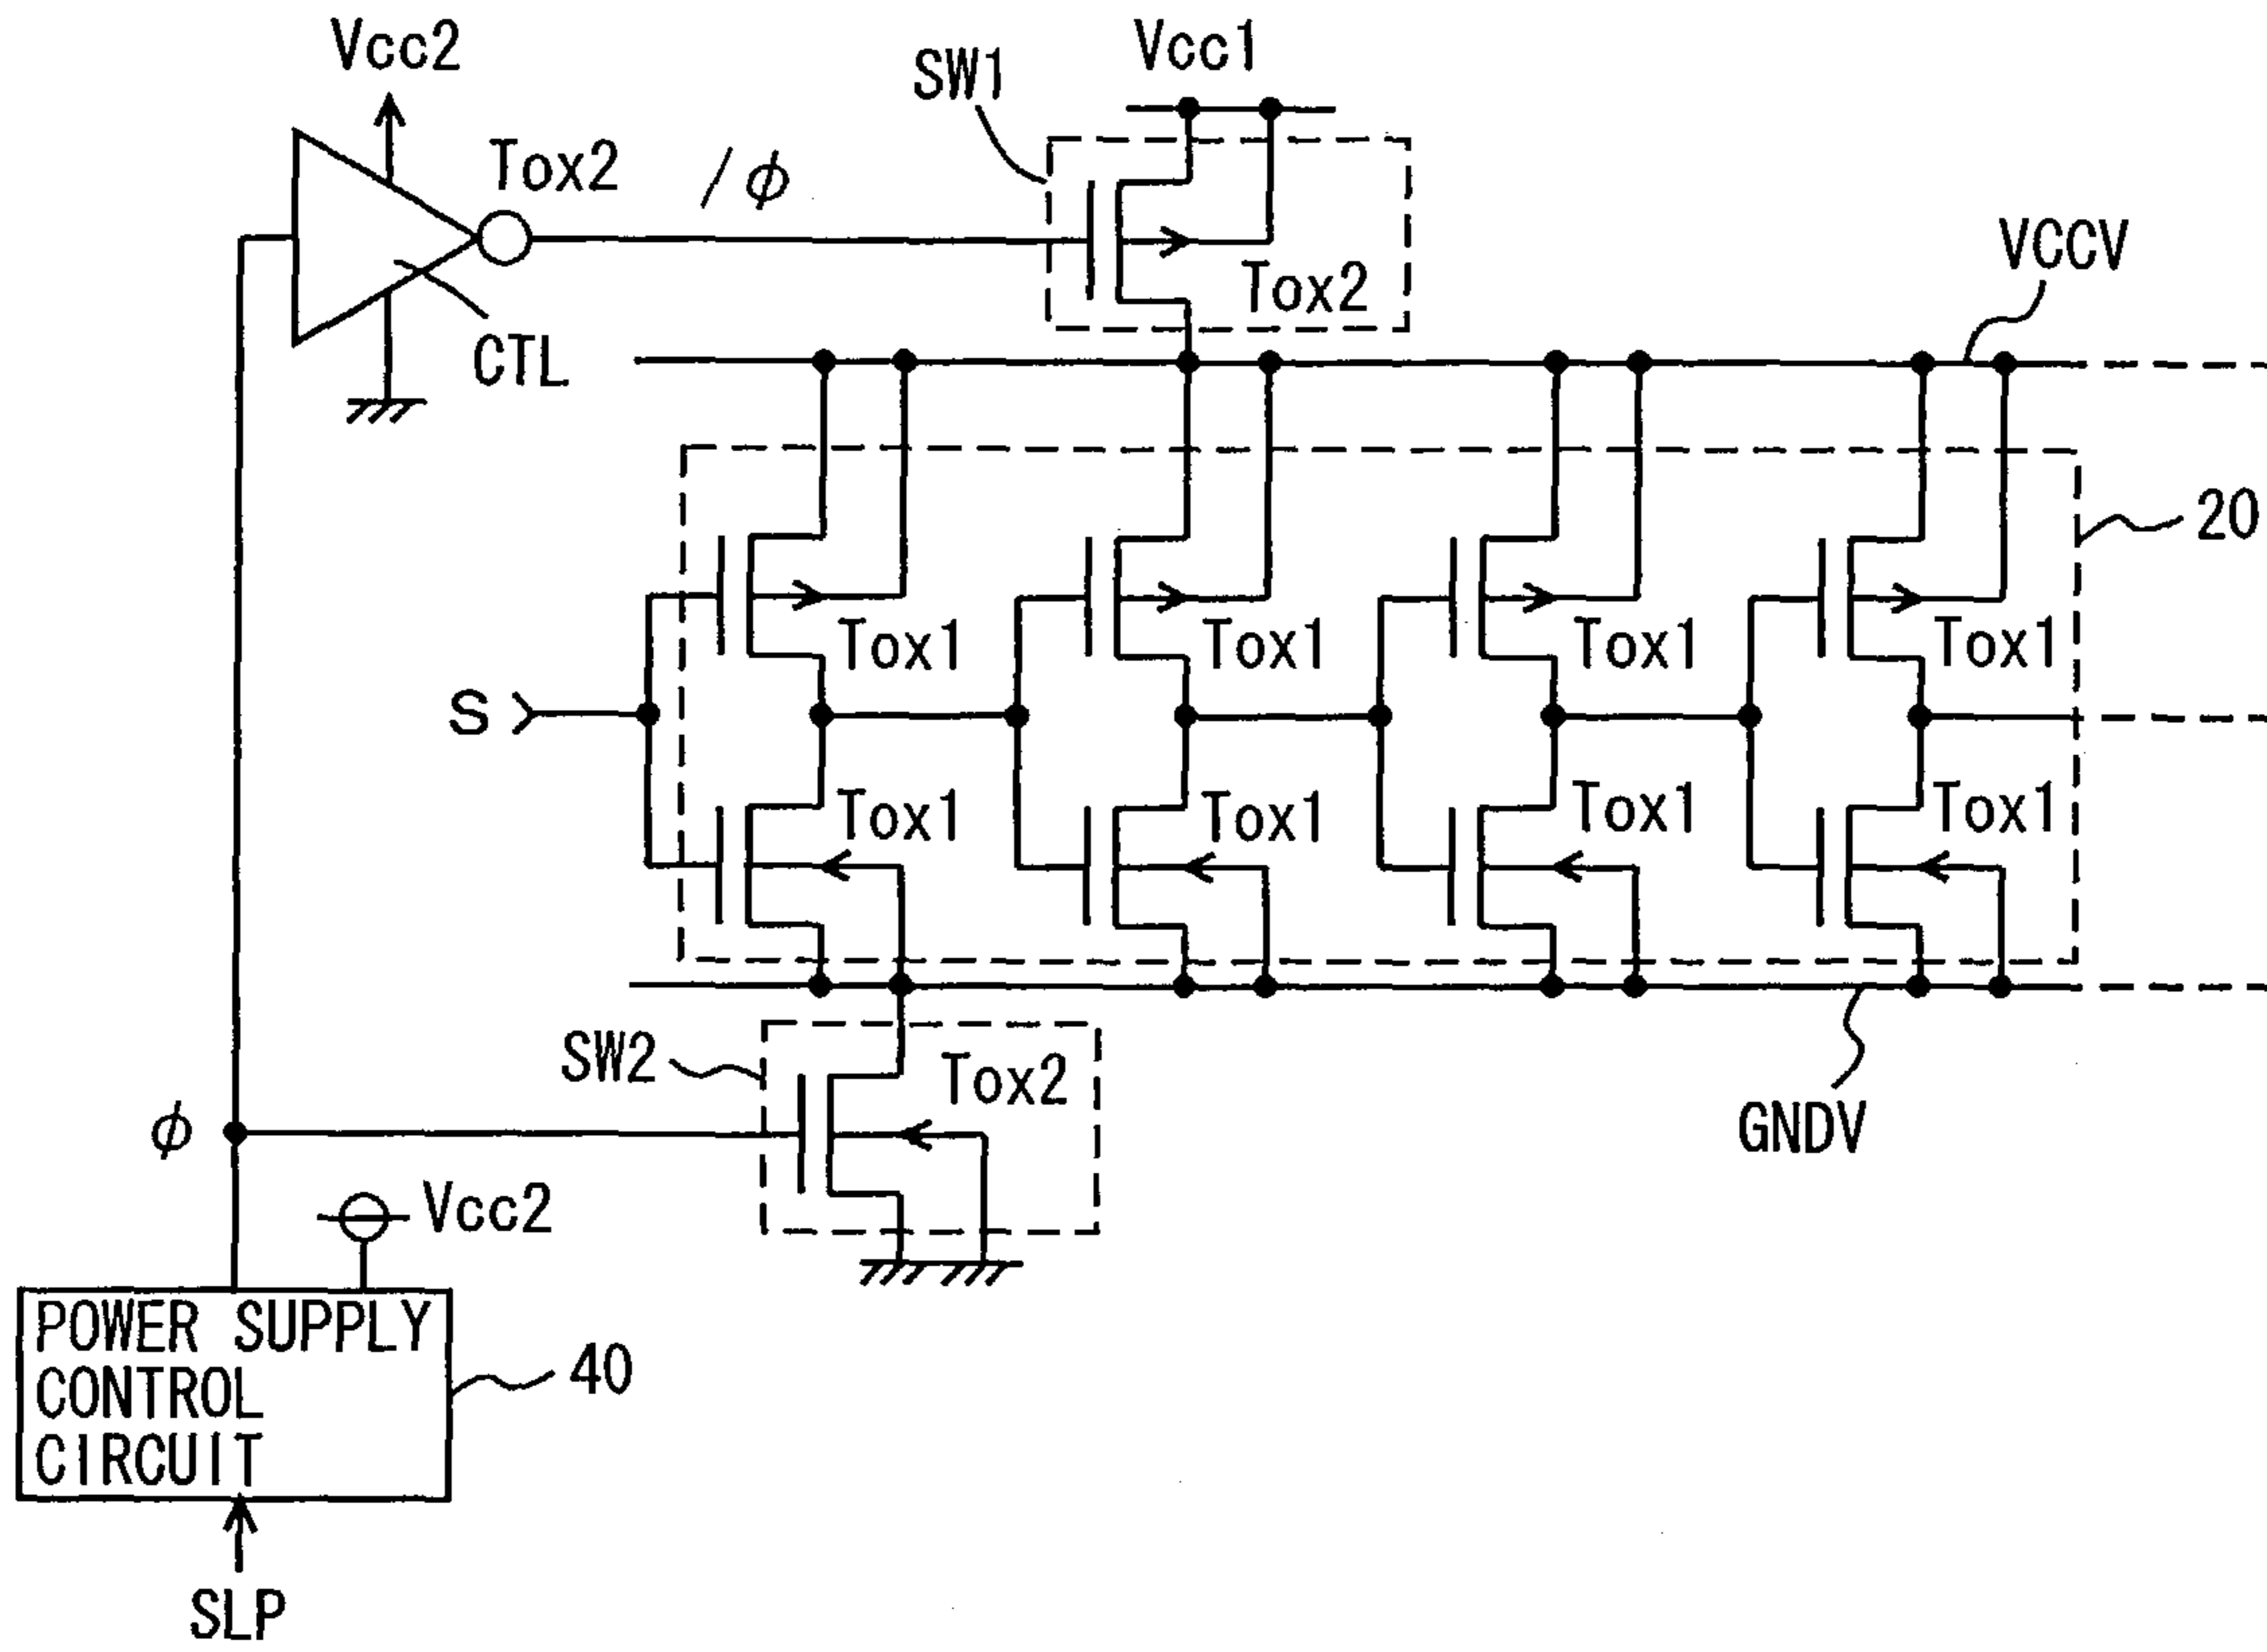 Vcc2
Vcc1
SW1
Tox2
/φ
VCCV
Tox2
CTL
20
Tox1 Tox1 Tox1 Tox1
S
Tox1 Tox1 Tox1 Tox1
SW2
Tox2
GNDV
φ
Vcc2
POWER SUPPLY
CONTROL
CIRCUIT
40
SLP